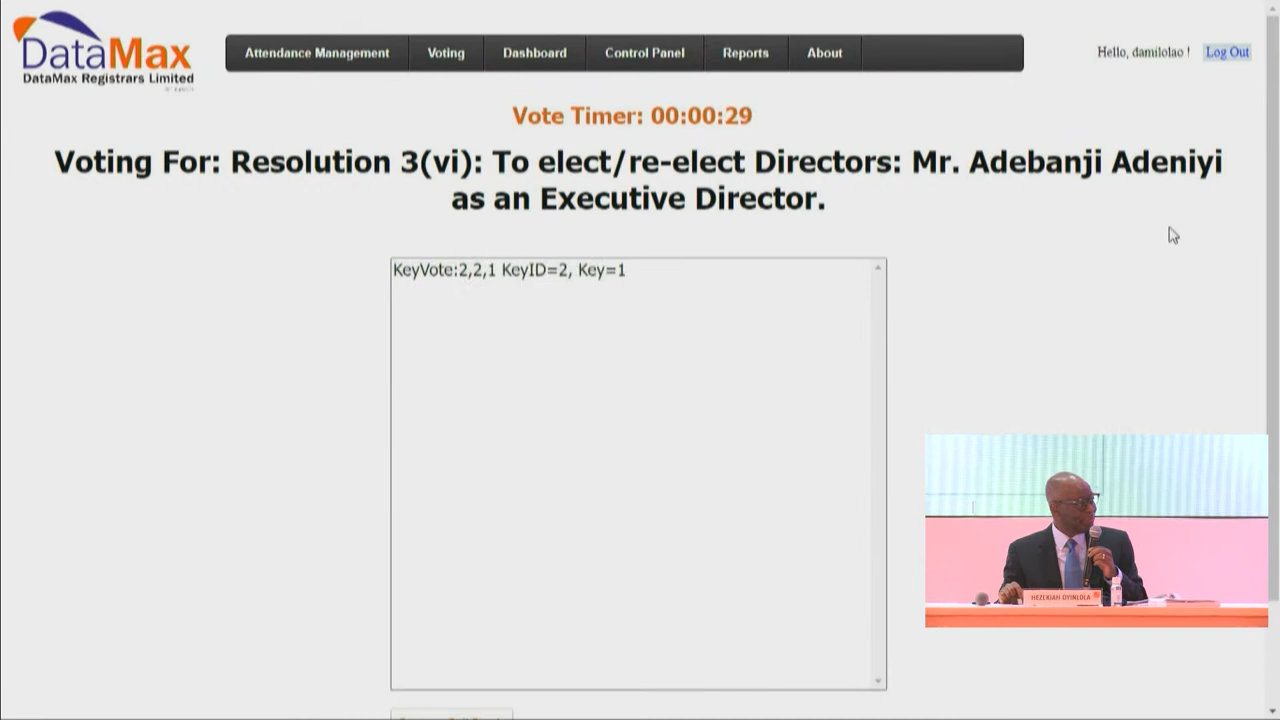 DataMax
DataMax Registrars Limited
Attendance Management
Voting
Dashboard
Control Panel
Reports
About
Hello, damilolao !
Log Out
Vote Timer: 00:00:29
Voting For: Resolution 3(vi): To elect/re-elect Directors: Mr. Adebanji Adeniyi
as an Executive Director.
KeyVote:2,2,1 KeyID=2, Key=1
HEZEKIAH OYINLOLA